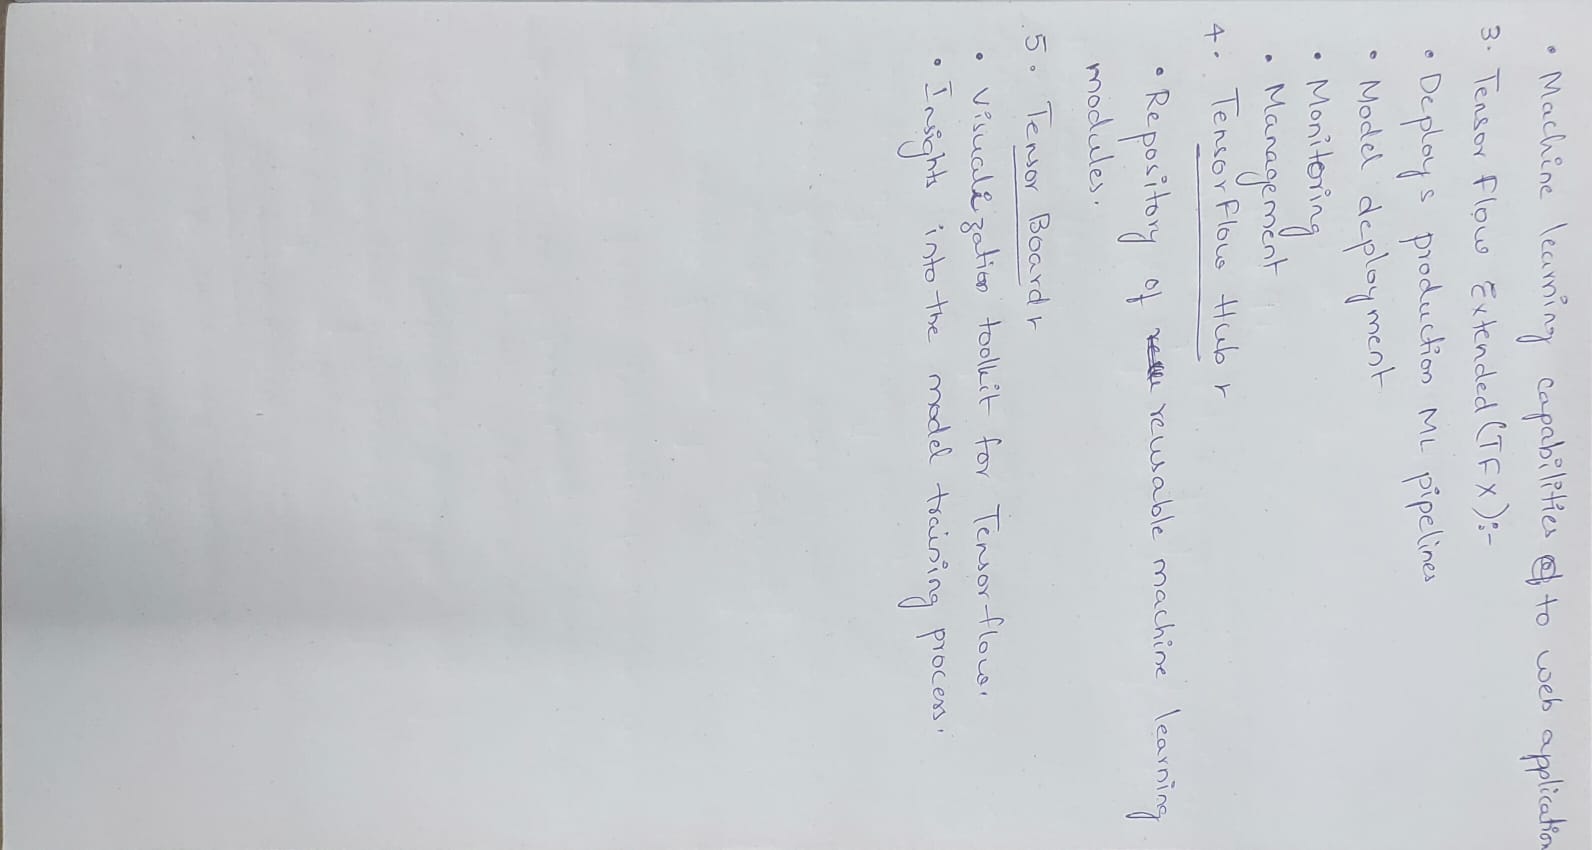 • Machine learning capabilities to web application
3. Tensor Flow Extended (TFX):-
• Deploys production ML pipelines
• Model deployment
• Monitoring
• Management
4. TensorFlow Hub :-
• Repository of reusable machine learning
modules.
5. Tensor Board :-
• Visualization toolkit for Tensorflow.
• Insights into the model training process.